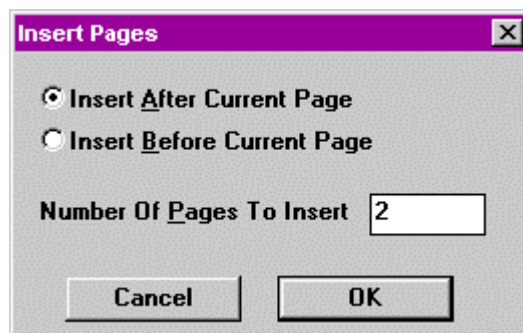 Insert Pages
Insert After Current Page
Insert Before Current Page
Number Of Pages To Insert 2
Cancel OK